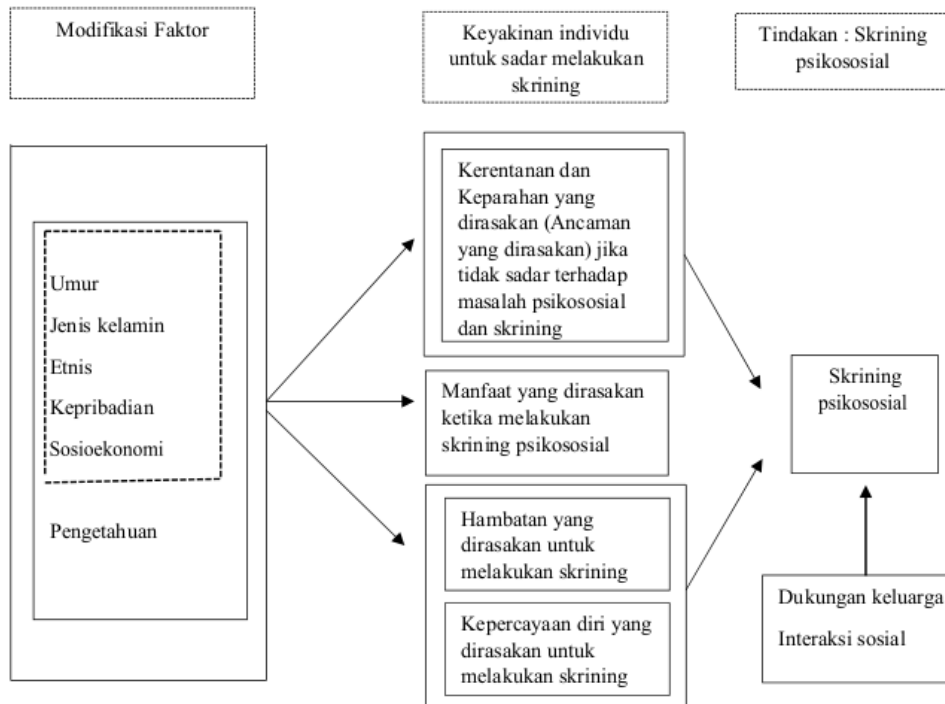 Modifikasi Faktor
Keyakinan individu
untuk sadar melakukan
skrining
Tindakan : Skrining
psikososial
Umur
Jenis kelamin
Etnis
Kepribadian
Sosioekonomi
Pengetahuan
Kerentanan dan
Keparahan yang
dirasakan (Ancaman
yang dirasakan) jika
tidak sadar terhadap
masalah psikososial
dan skrining
Manfaat yang dirasakan
ketika melakukan
skrining psikososial
Hambatan yang
dirasakan untuk
melakukan skrining
Kepercayaan diri yang
dirasakan untuk
melakukan skrining
Skrining
psikososial
Dukungan keluarga
Interaksi sosial